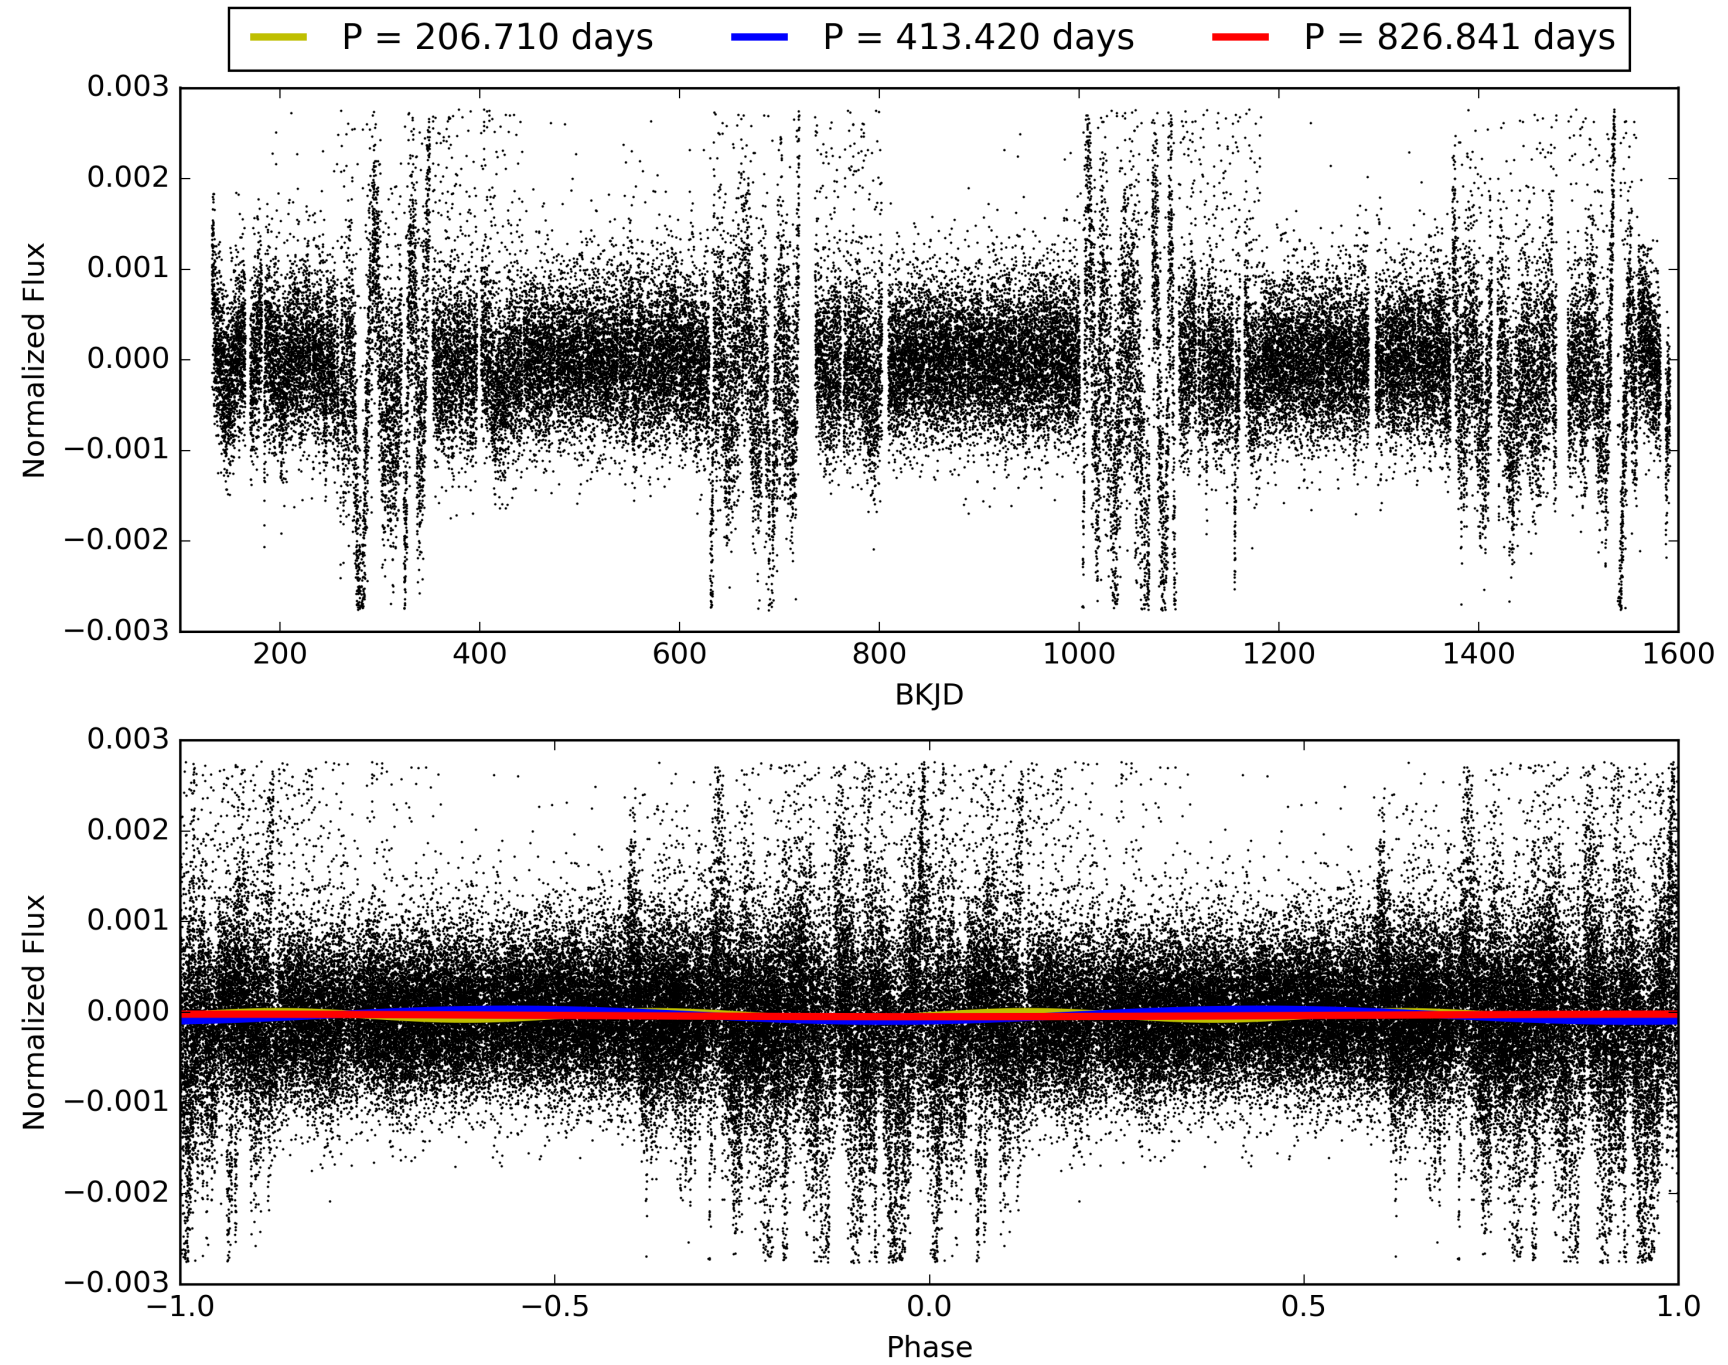 P = 206.710 days P = 413.420 days P = 826.841 days
0.003
0.002
0.001
0.000
−0.001
−0.002
−0.003
Normalized Flux
200 400 600 800 1000 1200 1400 1600
BKJD
0.003
0.002
0.001
0.000
−0.001
−0.002
−0.003
Normalized Flux
−1.0 −0.5 0.0 0.5 1.0
Phase